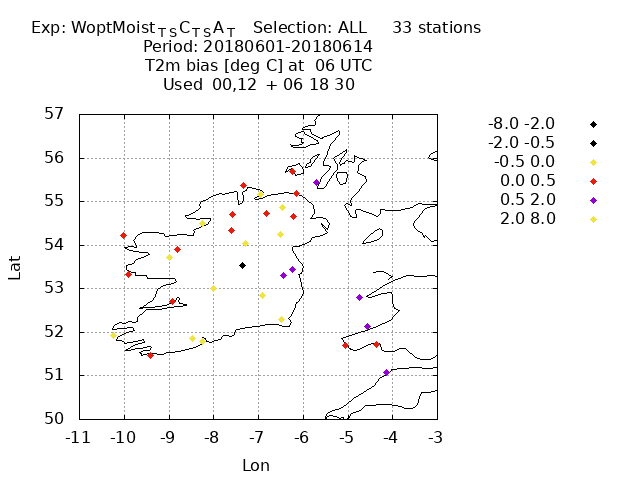 Exp: WoptMoist_TS C_TS A_T   Selection: ALL   33 stations
Period: 20180601-20180614
T2m bias [deg C] at 06 UTC
Used 00,12 + 06 18 30
-8.0 -2.0
-2.0 -0.5
-0.5 0.0
0.0 0.5
0.5 2.0
2.0 8.0
57
56
55
54
53
52
51
50
Lat
-11 -10 -9 -8 -7 -6 -5 -4 -3
Lon